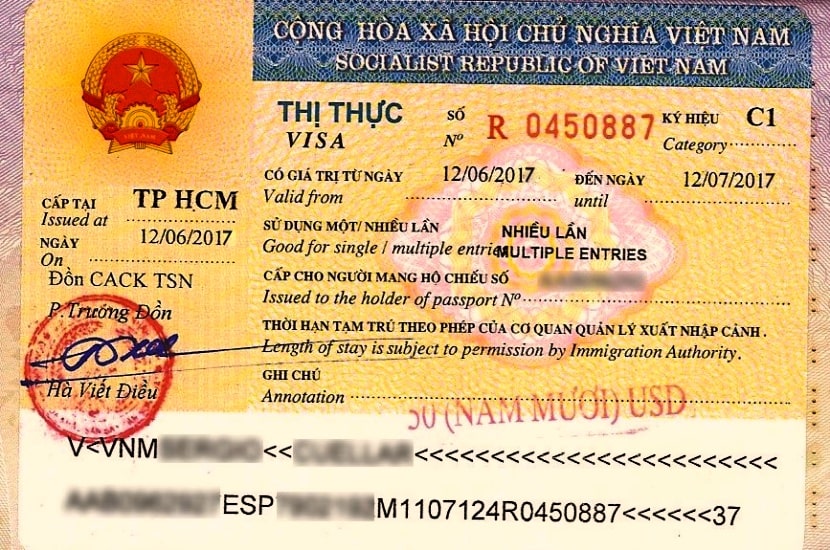 CỘNG HÒA XÃ HỘI CHỦ NGHĨA VIỆT NAM
SOCIALIST REPUBLIC OF VIET NAM
VIỆT NAM
THỊ THỰC
VISA
SỐ
Nº
R 0450887
KÝ HIỆU
Category
C1
CÓ GIÁ TRỊ TỪ NGÀY
Valid from
12/06/2017
ĐẾN NGÀY
until
12/07/2017
CẤP TẠI
Issued at
TP HCM
NGÀY
On
12/06/2017
Đồn CACK TSN
P.Trưởng Đồn
Hà Việt Điều
SỬ DỤNG MỘT/ NHIỀU LẦN
Good for single / multiple entries
NHIỀU LẦN
MULTIPLE ENTRIES
CẤP CHO NGƯỜI MANG HỘ CHIẾU SỐ
Issued to the holder of passport Nº
THỜI HẠN TẠM TRÚ THEO PHÉP CỦA CƠ QUAN QUẢN LÝ XUẤT NHẬP CẢNH .
Length of stay is subject to permission by Immigration Authority.
GHI CHÚ
Annotation
50 (NĂM MƯƠI) USD
V<VNM <<  <<<<<<<<<<<<<<<<<<<<<<<<<
ESP M1107124R0450887<<<<<<37